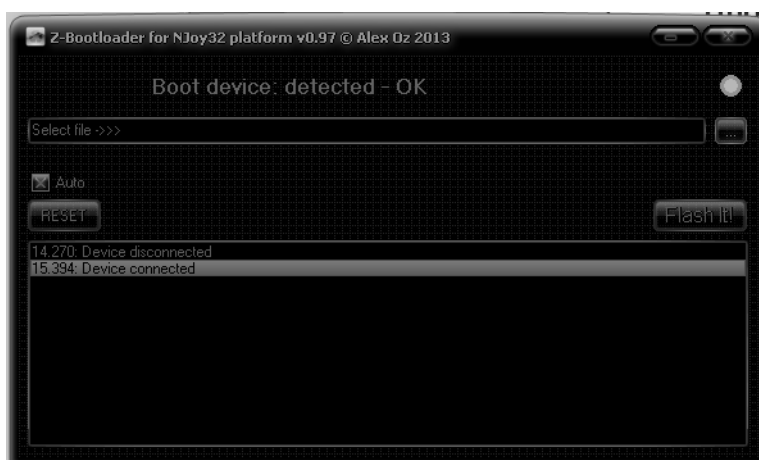 Z-Bootloader for NJoy32 platform v0.97 © Alex Oz 2013
Boot device: detected - OK
Select file ->>>
...
Auto
RESET
Flash It!
14.270: Device disconnected
15.394: Device connected